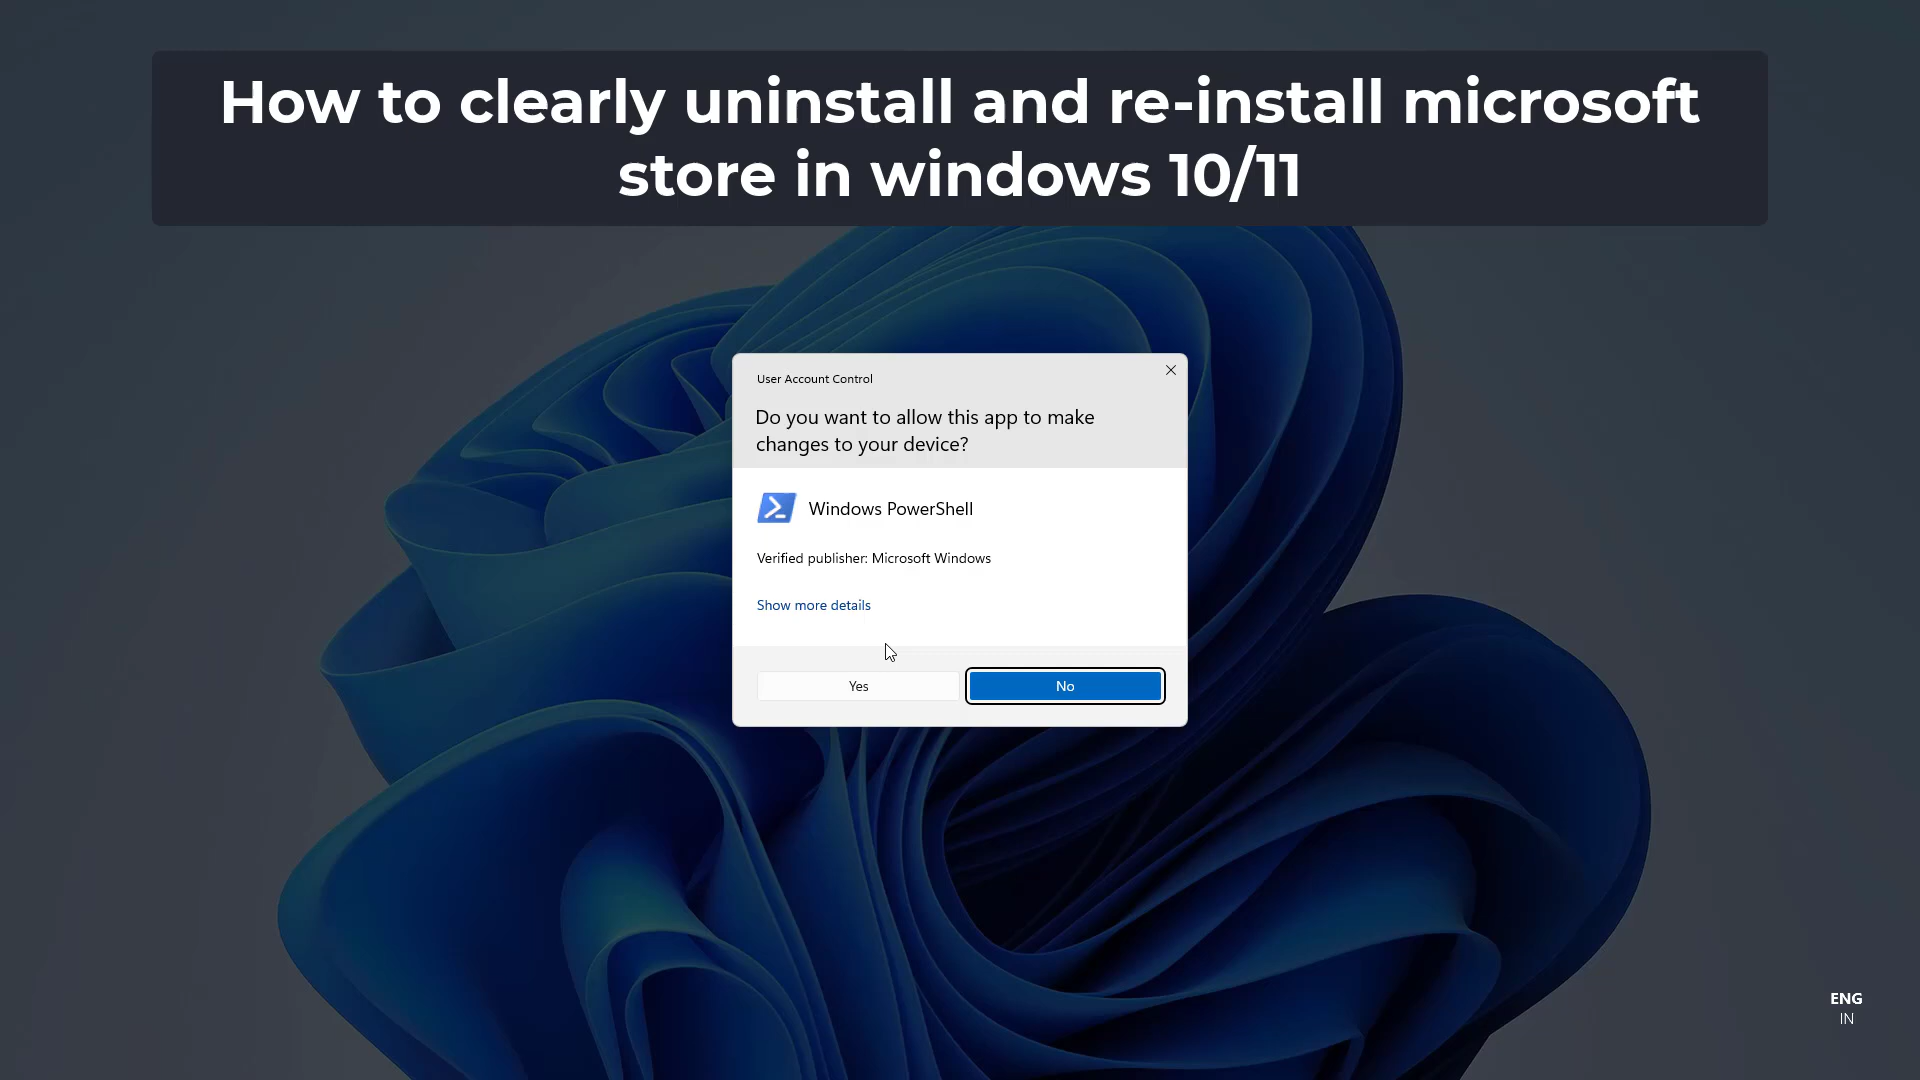 How to clearly uninstall and re-install microsoft
store in windows 10/11
User Account Control
Do you want to allow this app to make
changes to your device?
Windows PowerShell
Verified publisher: Microsoft Windows
Show more details
Yes
No
ENG
IN